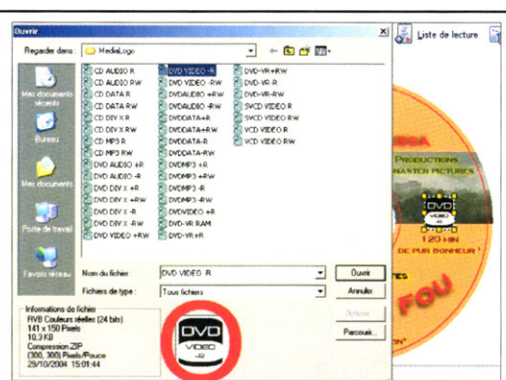 Ouvrir
Regarder dans : MediaLogo
Liste de lecture
Mes documents récents
Bureau
Mes documents
Poste de travail
Favoris réseau
CD AUDIO R
CD AUDIO RW
CD DATA R
CD DATA RW
CD DIV X R
CD DIV X RW
CD MP3 R
CD MP3 RW
DVD AUDIO +R
DVD AUDIO -R
DVD DIV X +R
DVD DIV X +RW
DVD DIV X -R
DVD DIV X -RW
DVD VIDEO +RW
DVD VIDEO -R
DVD VIDEO -RW
DVDAUDIO +RW
DVDAUDIO -RW
DVDDATA+R
DVDDATA+RW
DVDDATA-R
DVDDATA-RW
DVDMP3 +R
DVDMP3 +RW
DVDMP3 -R
DVDMP3 -RW
DVDVIDEO +R
DVD-VR RAM
DVD-VR+R
DVD-VR+RW
DVD-VR-R
DVD-VR-RW
SVCD VIDEO R
SVCD VIDEO RW
VCD VIDEO R
VCD VIDEO RW
Nom du fichier : DVD VIDEO -R
Ouvrir
Fichiers de type : Tous fichiers
Annuler
Options
Parcourir...
Informations de fichier
RVB Couleurs réelles (24 bits)
141 x 150 Pixels
10,3 KB
Compression ZIP
(300, 300) Pixels/Pouce
29/10/2004 15:01:44
DVD
VIDEO
-R
PRODUCTIONS
MASTER PICTURES
DVD
VIDEO
-R
120 MIN
DE PUR BONHEUR !
FOU